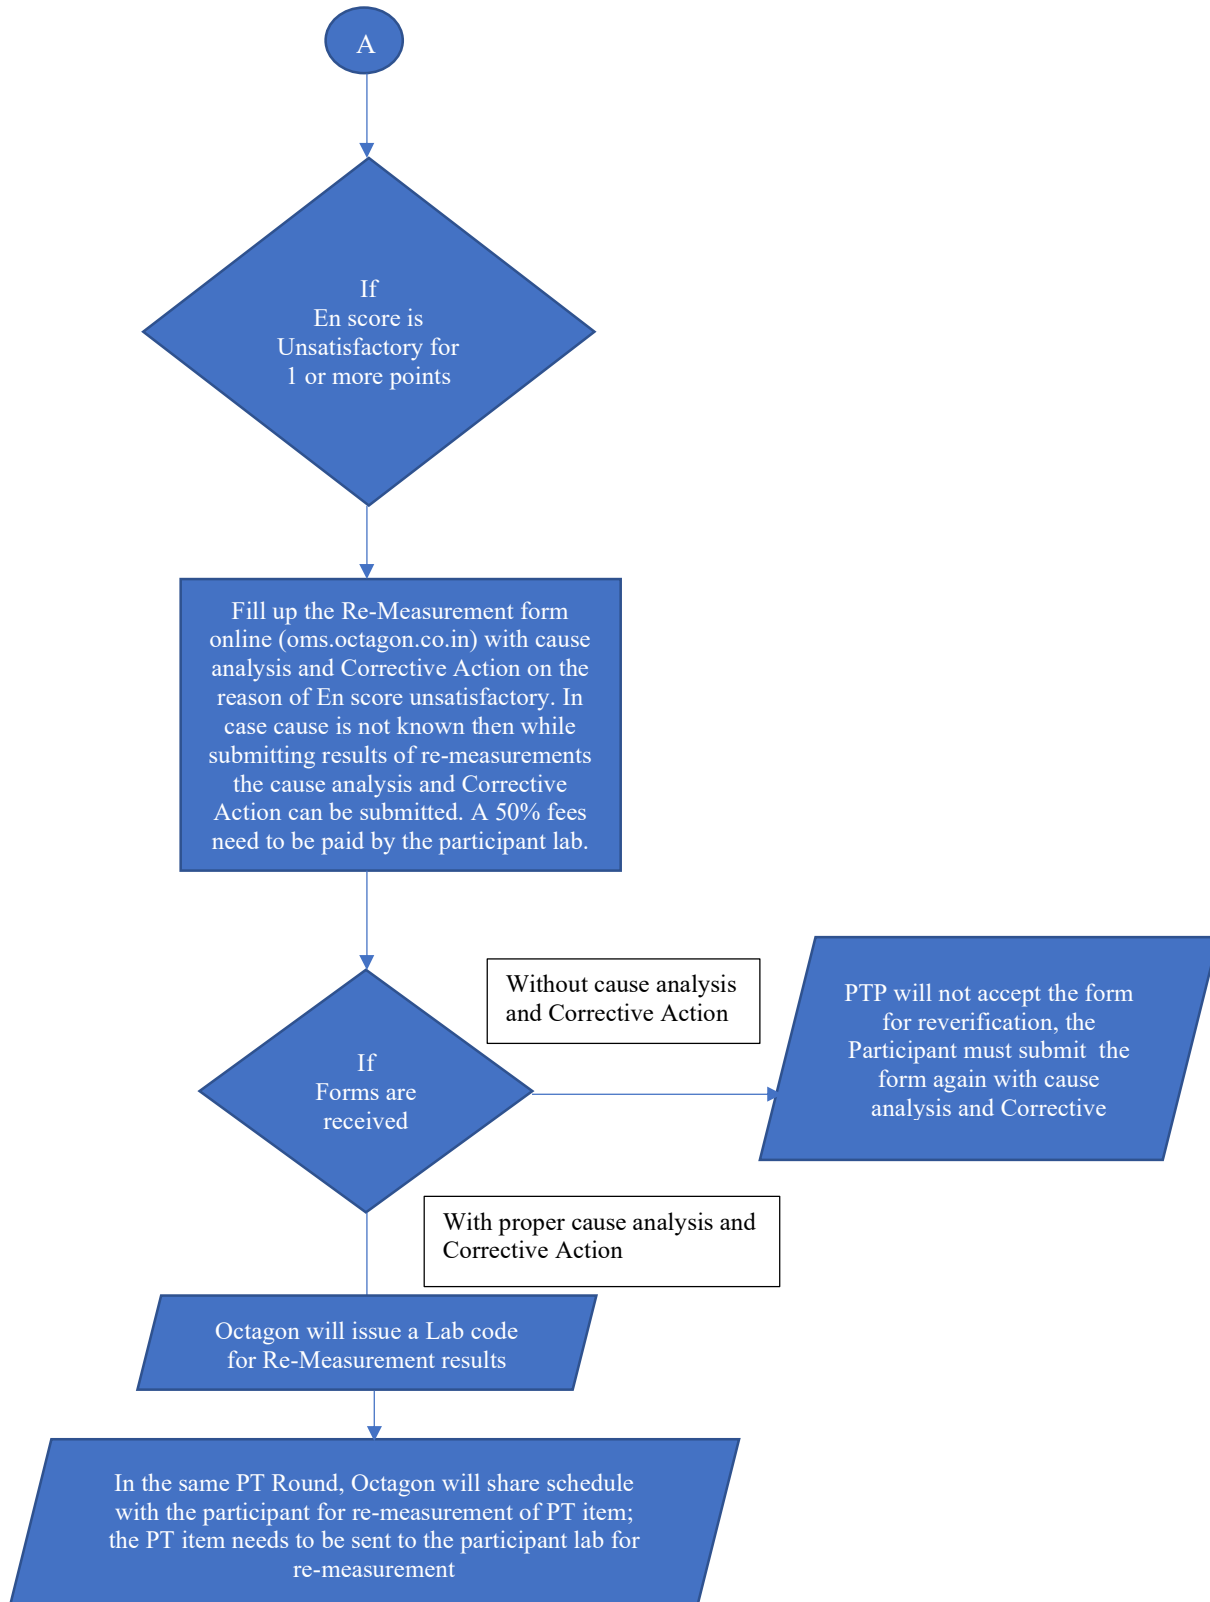 A
If
En score is
Unsatisfactory for
1 or more points
Fill up the Re-Measurement form
online (oms.octagon.co.in) with cause
analysis and Corrective Action on the
reason of En score unsatisfactory. In
case cause is not known then while
submitting results of re-measurements
the cause analysis and Corrective
Action can be submitted. A 50% fees
need to be paid by the participant lab.
Without cause analysis
and Corrective Action
PTP will not accept the form
for reverification, the
Participant must submit  the
form again with cause
analysis and Corrective
If
Forms are
received
With proper cause analysis and
Corrective Action
Octagon will issue a Lab code
for Re-Measurement results
In the same PT Round, Octagon will share schedule
with the participant for re-measurement of PT item;
the PT item needs to be sent to the participant lab for
re-measurement